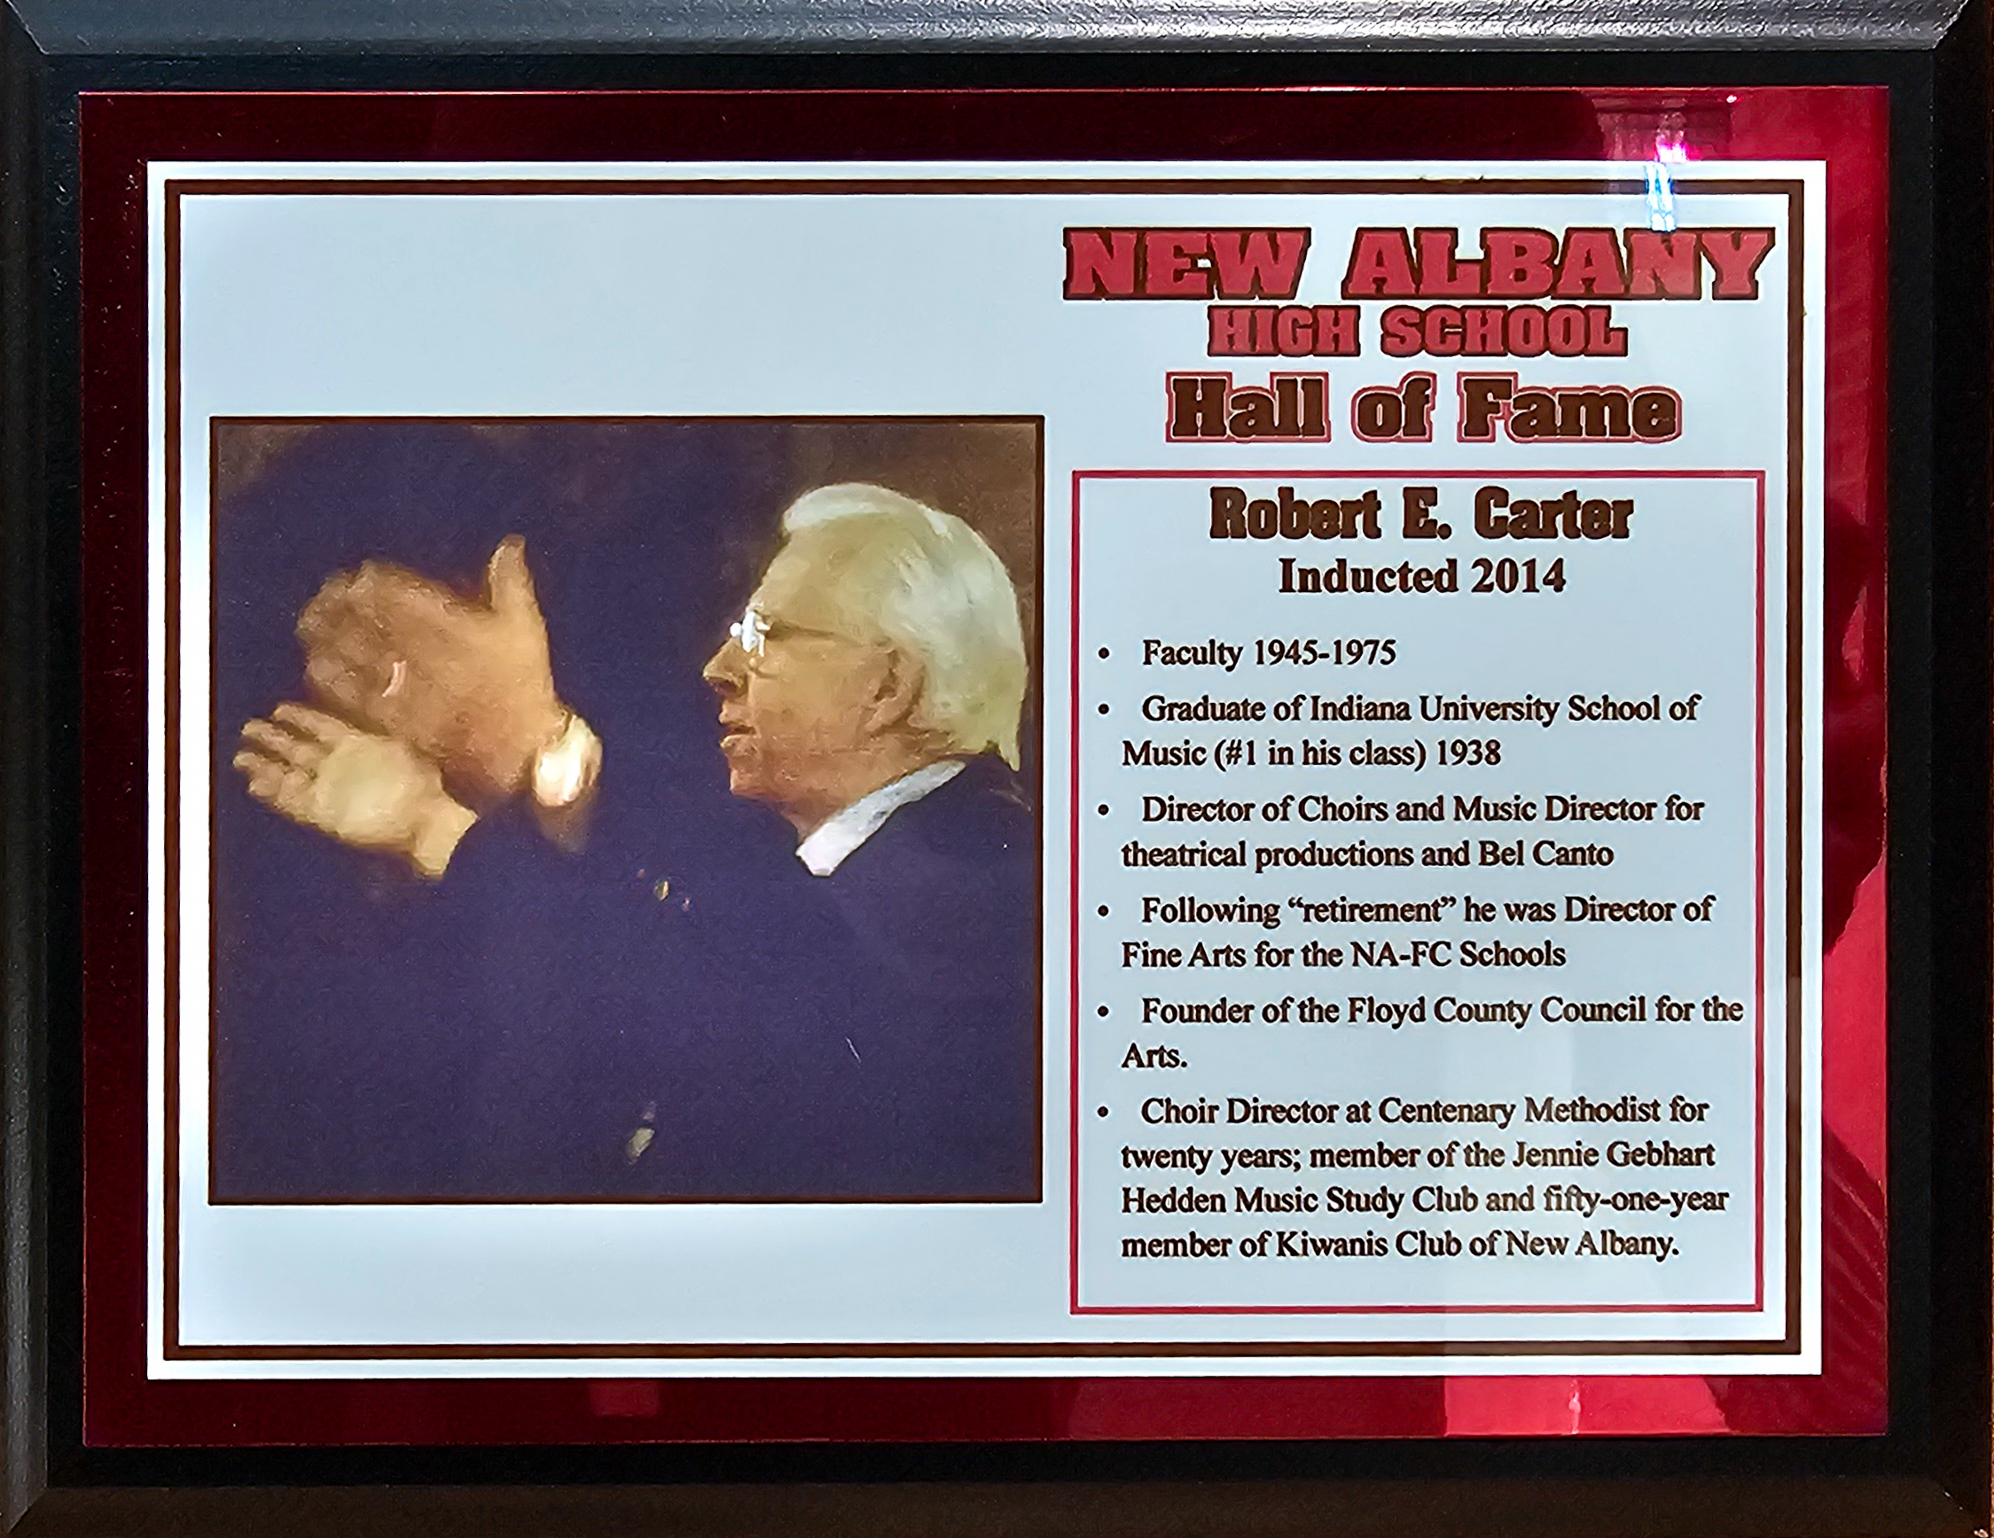 NEW ALBANY
HIGH SCHOOL
Hall of Fame
Robert E. Carter
Inducted 2014
• Faculty 1945-1975
• Graduate of Indiana University School of
Music (#1 in his class) 1938
• Director of Choirs and Music Director for
theatrical productions and Bel Canto
• Following “retirement” he was Director of
Fine Arts for the NA-FC Schools
• Founder of the Floyd County Council for the
Arts.
• Choir Director at Centenary Methodist for
twenty years; member of the Jennie Gebhart
Hedden Music Study Club and fifty-one-year
member of Kiwanis Club of New Albany.